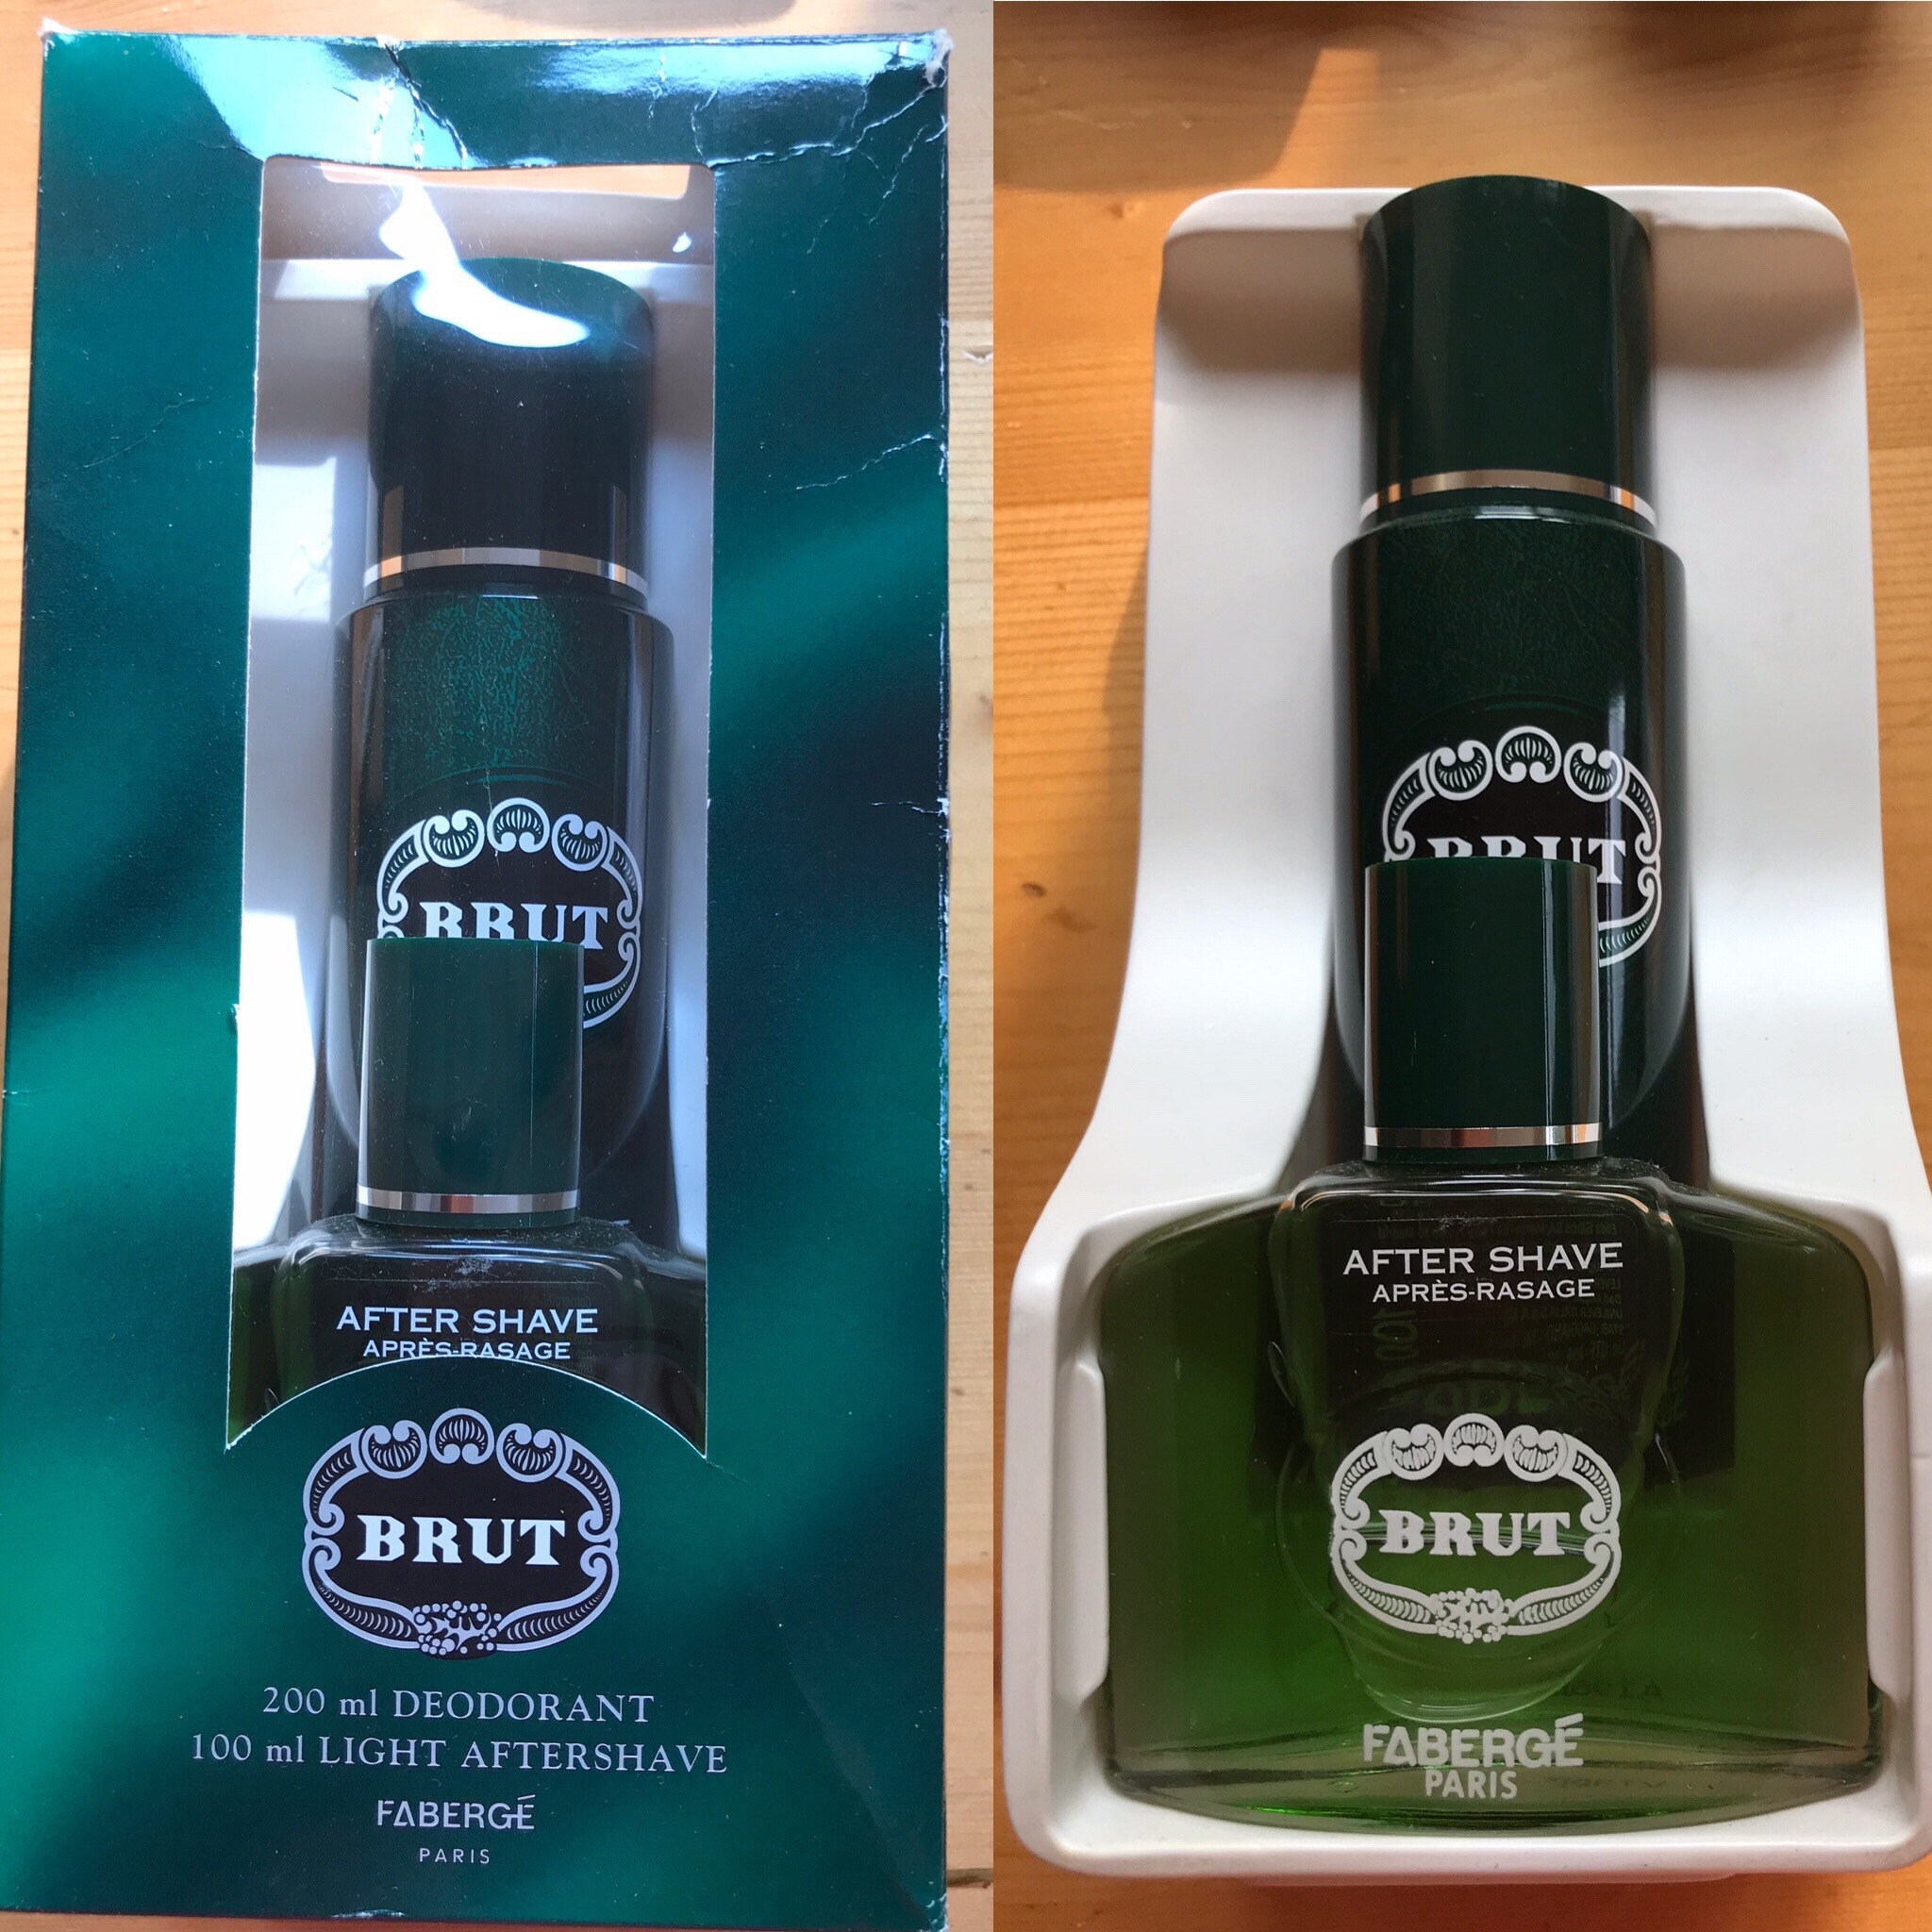 BRUT
AFTER SHAVE
APRÈS-RASAGE
BRUT
200 ml DEODORANT
100 ml LIGHT AFTERSHAVE
FABERGÉ
PARIS
BRUT
AFTER SHAVE
APRÈS-RASAGE
BRUT
FABERGÉ
PARIS